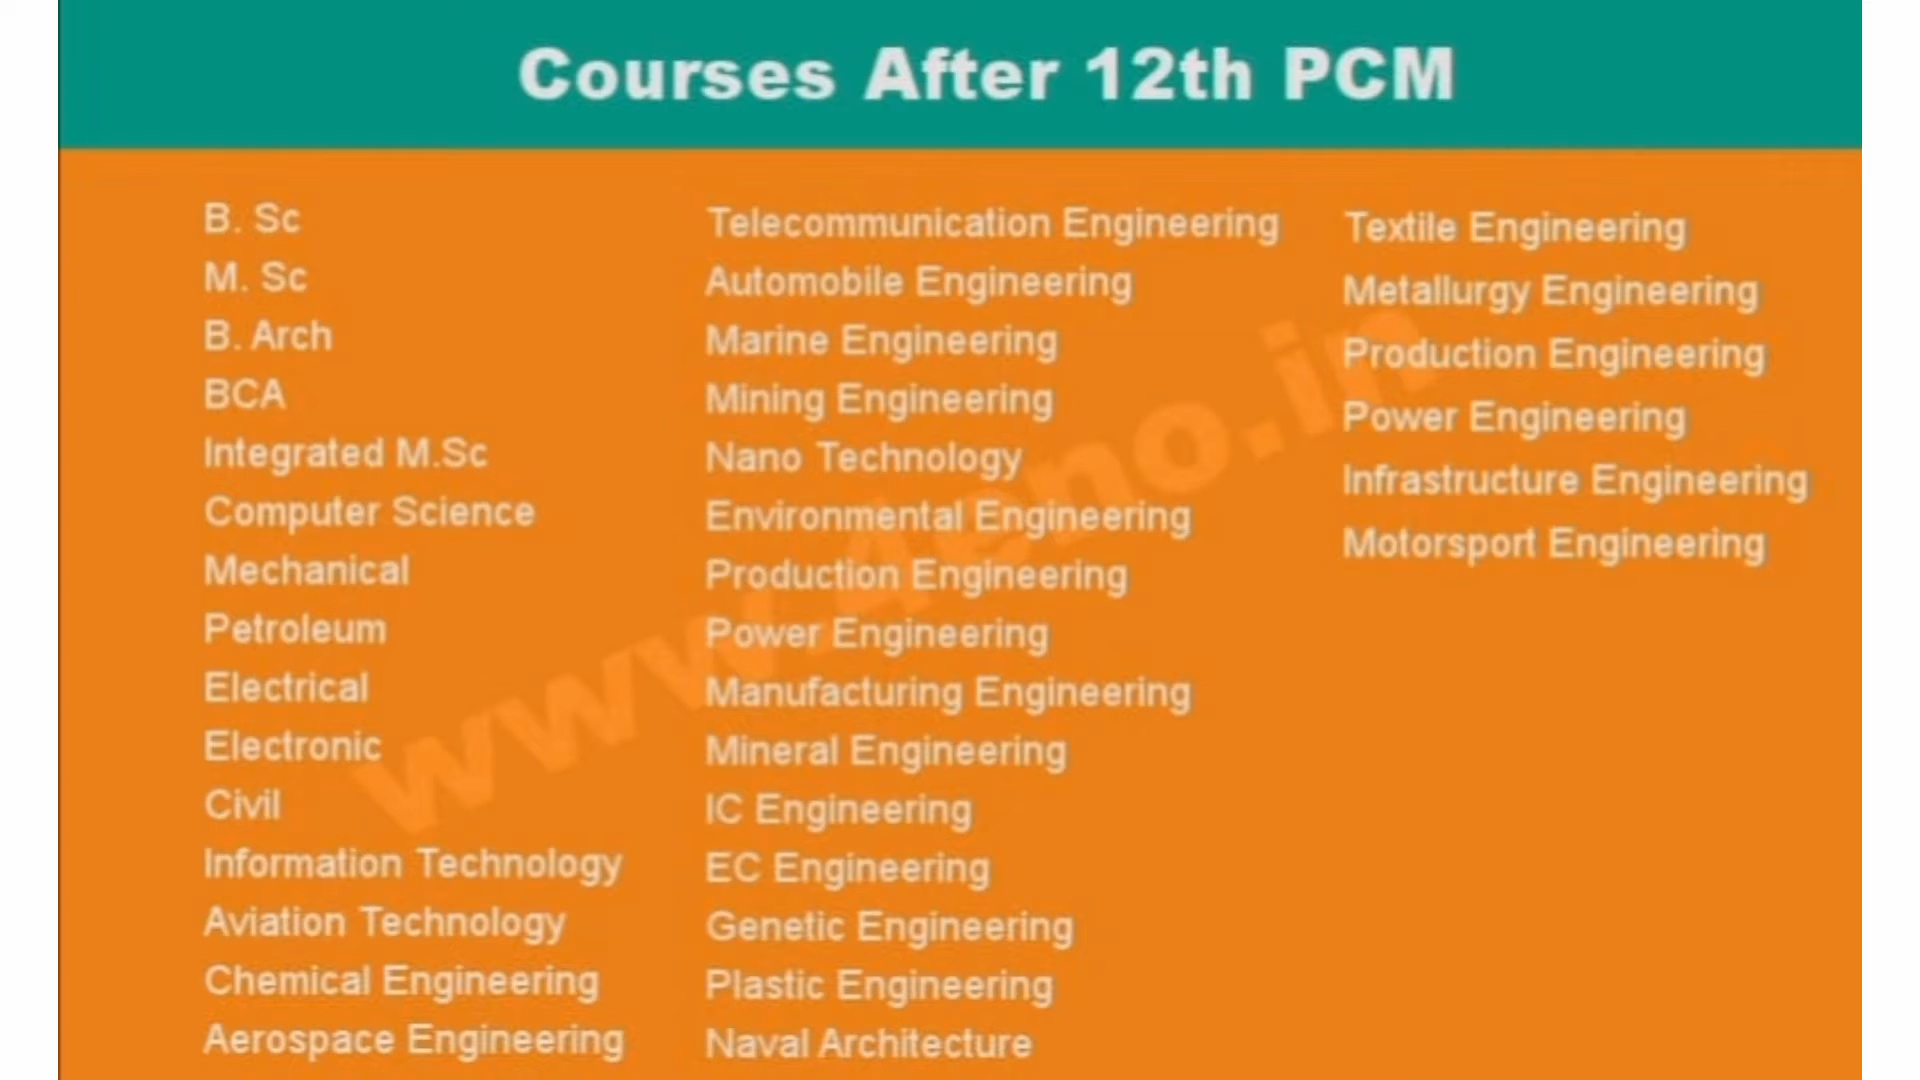 Courses After 12th PCM
B. Sc
M. Sc
B. Arch
BCA
Integrated M.Sc
Computer Science
Mechanical
Petroleum
Electrical
Electronic
Civil
Information Technology
Aviation Technology
Chemical Engineering
Aerospace Engineering
Telecommunication Engineering
Automobile Engineering
Marine Engineering
Mining Engineering
Nano Technology
Environmental Engineering
Production Engineering
Power Engineering
Manufacturing Engineering
Mineral Engineering
IC Engineering
EC Engineering
Genetic Engineering
Plastic Engineering
Naval Architecture
Textile Engineering
Metallurgy Engineering
Production Engineering
Power Engineering
Infrastructure Engineering
Motorsport Engineering
www.4eno.in